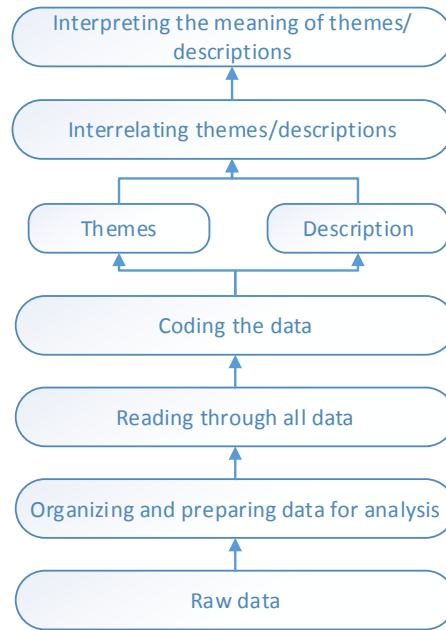 Interpreting the meaning of themes/
descriptions
Interrelating themes/descriptions
Themes
Description
Coding the data
Reading through all data
Organizing and preparing data for analysis
Raw data